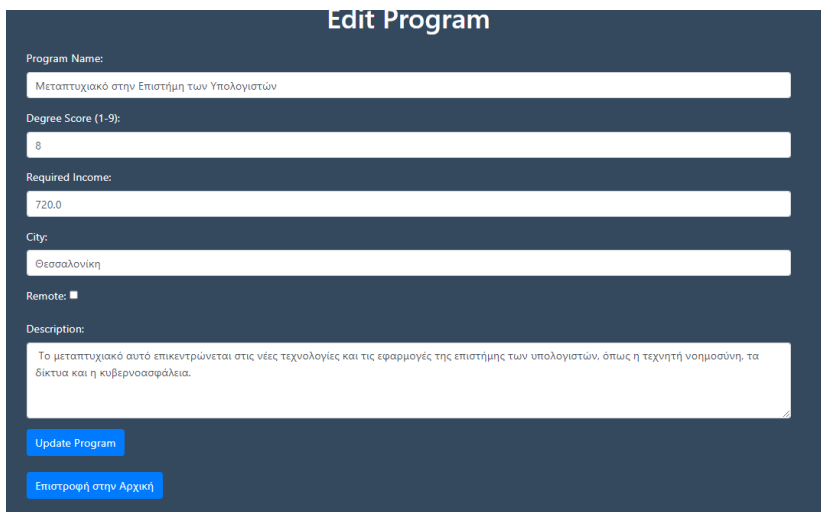 Edit Program
Program Name:
Μεταπτυχιακό στην Επιστήμη των Υπολογιστών
Degree Score (1-9):
8
Required Income:
720.0
City:
Θεσσαλονίκη
Remote:
Description:
Το μεταπτυχιακό αυτό επικεντρώνεται στις νέες τεχνολογίες και τις εφαρμογές της επιστήμης των υπολογιστών, όπως η τεχνητή νοημοσύνη, τα
δίκτυα και η κυβερνοασφάλεια.
Update Program
Επιστροφή στην Αρχική